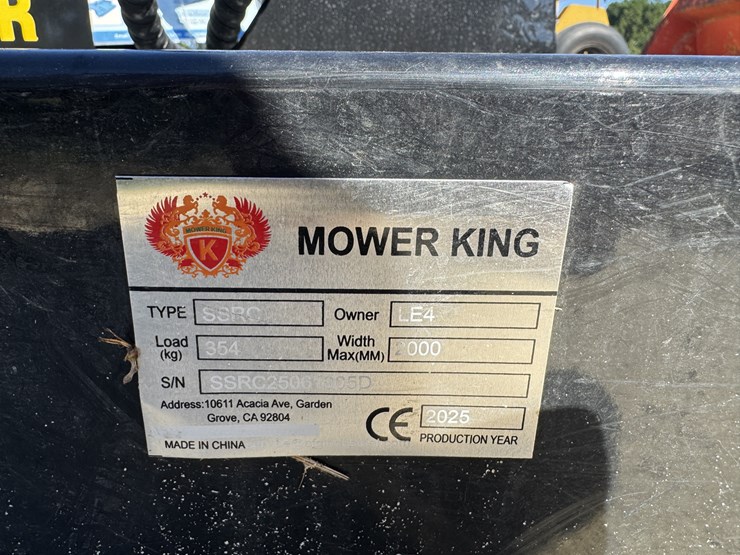 R
K
MOWER KING
TYPE SSRC Owner LE4
Load (kg) 354 Width Max(MM) 2000
S/N
Address:10611 Acacia Ave, Garden
Grove, CA 92804
CE 2025
MADE IN CHINA PRODUCTION YEAR